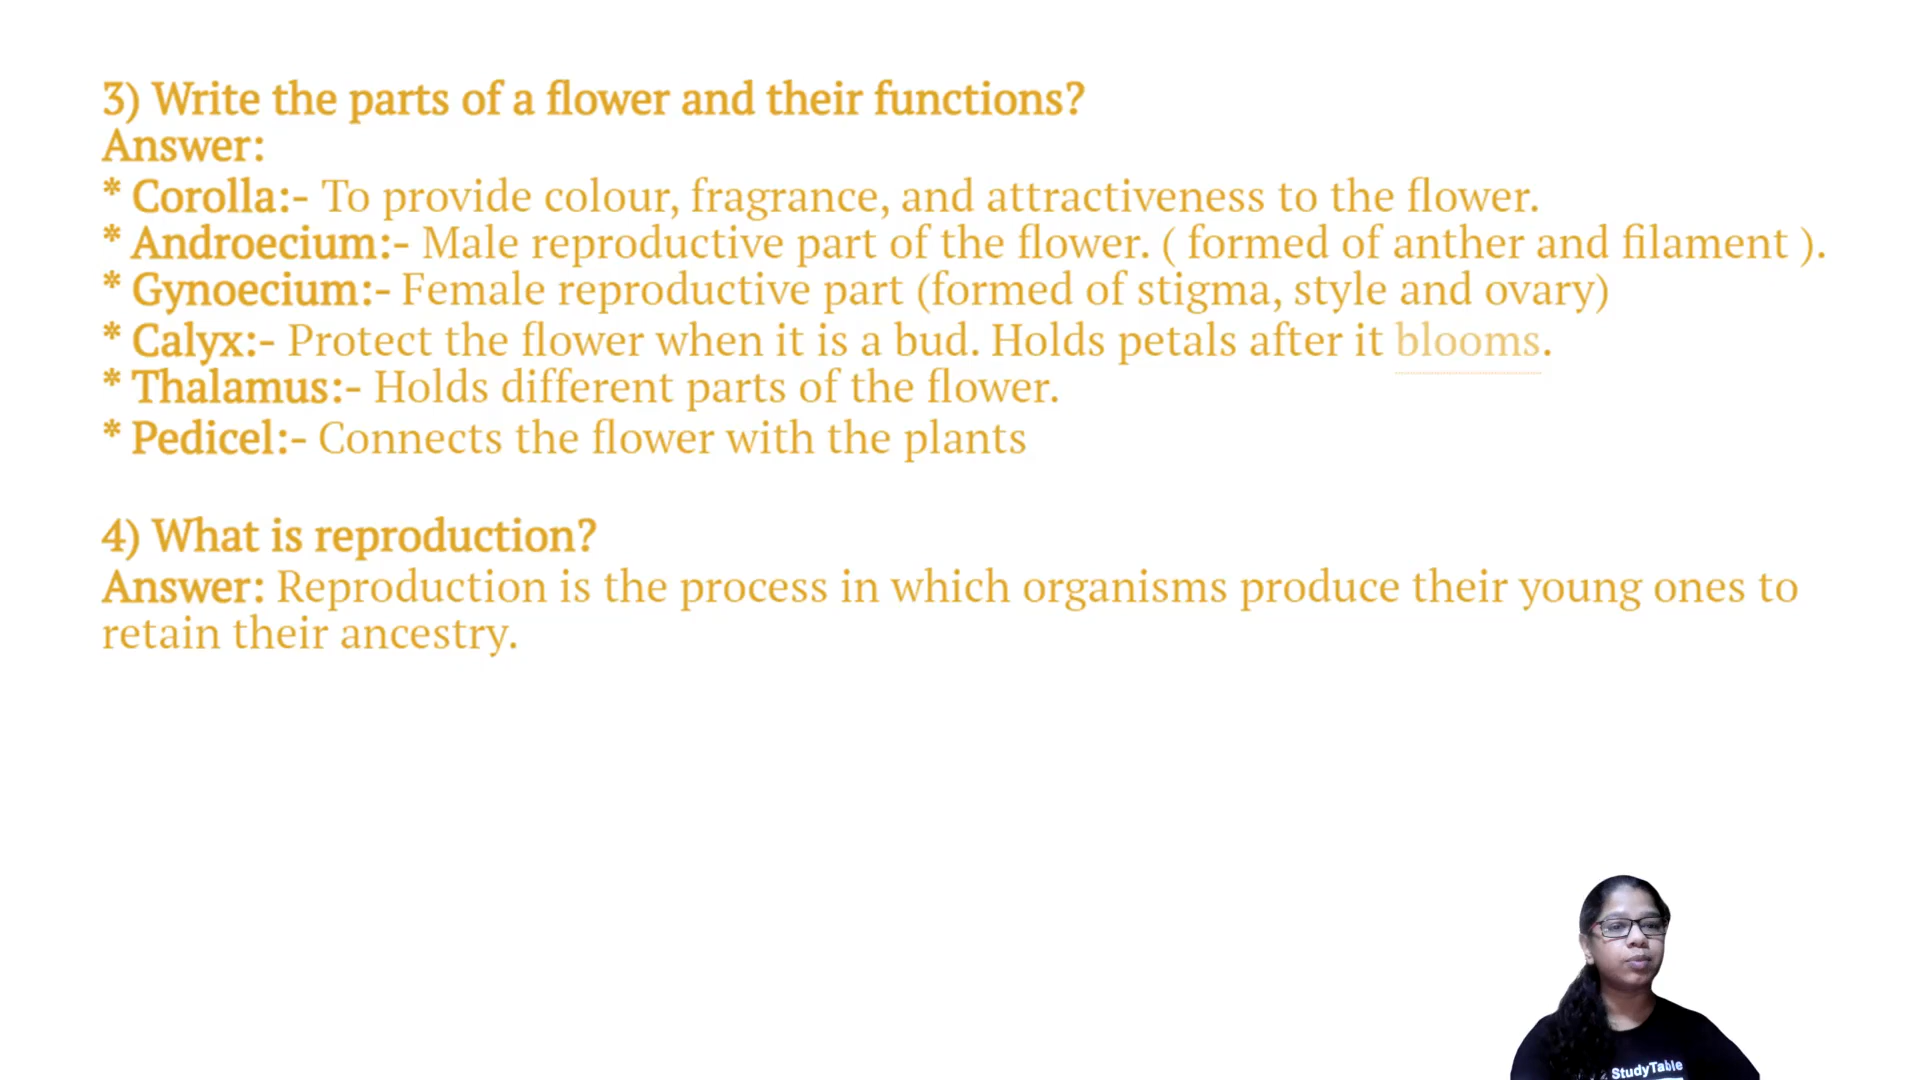 3) Write the parts of a flower and their functions?
Answer:
* Corolla:- To provide colour, fragrance, and attractiveness to the flower.
* Androecium:- Male reproductive part of the flower. ( formed of anther and filament ).
* Gynoecium:- Female reproductive part (formed of stigma, style and ovary)
* Calyx:- Protect the flower when it is a bud. Holds petals after it blooms.
* Thalamus:- Holds different parts of the flower.
* Pedicel:- Connects the flower with the plants
4) What is reproduction?
Answer: Reproduction is the process in which organisms produce their young ones to
retain their ancestry.
StudyTable